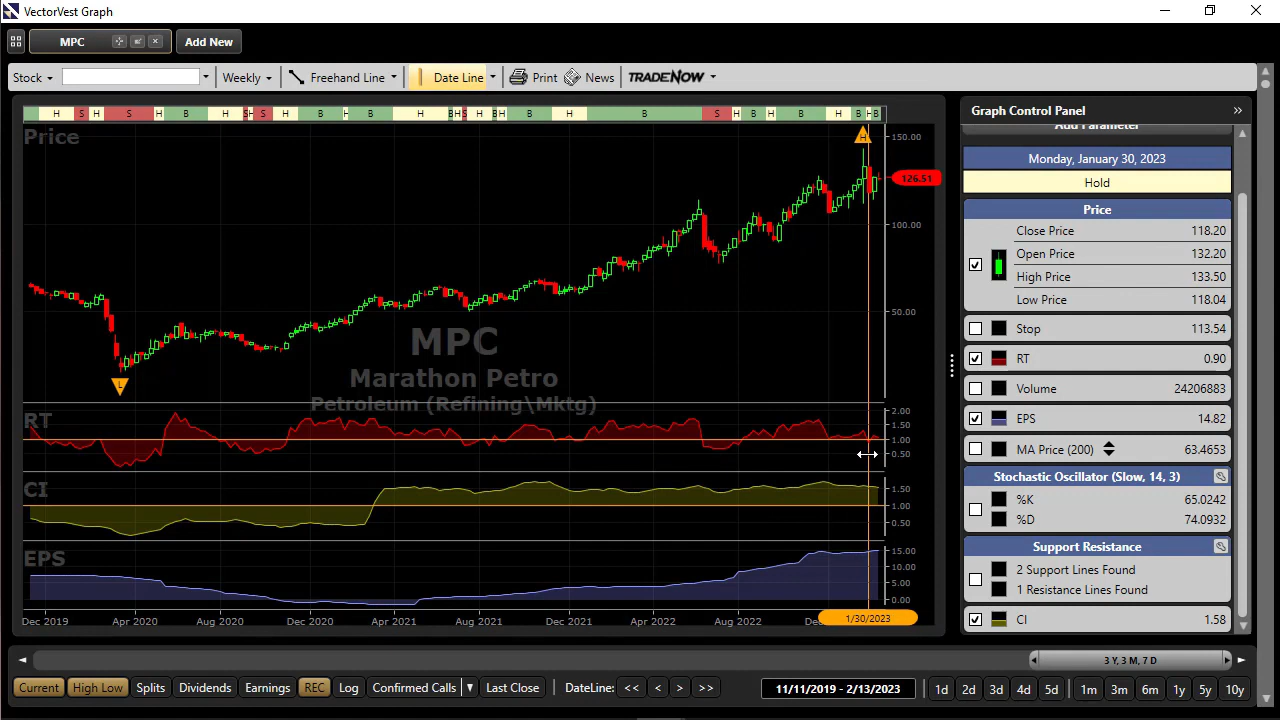 VectorVest Graph
MPC
Add New
Stock
Weekly
Freehand Line
Date Line
Print
News
TRADENOW
H S H S H B H S H S H B H B H B H S H B H B H B H B S H B H B H B H B
Price
H
150.00
126.51
100.00
50.00
L
MPC
Marathon Petro
Petroleum (Refining\Mktg)
RT
2.00
1.50
1.00
0.50
CI
1.50
1.00
0.50
EPS
15.00
10.00
5.00
0.00
Dec 2019 Apr 2020 Aug 2020 Dec 2020 Apr 2021 Aug 2021 Dec 2021 Apr 2022 Aug 2022 De 1/30/2023
Graph Control Panel
Add Parameter
Monday, January 30, 2023
Hold
Price
Close Price 118.20
Open Price 132.20
High Price 133.50
Low Price 118.04
Stop 113.54
RT 0.90
Volume 24206883
EPS 14.82
MA Price (200) 63.4653
Stochastic Oscillator (Slow, 14, 3)
%K 65.0242
%D 74.0932
Support Resistance
2 Support Lines Found
1 Resistance Lines Found
CI 1.58
3 Y, 3 M, 7 D
Current High Low Splits Dividends Earnings REC Log Confirmed Calls Last Close DateLine: << < > >> 11/11/2019 - 2/13/2023 1d 2d 3d 4d 5d 1m 3m 6m 1y 5y 10y